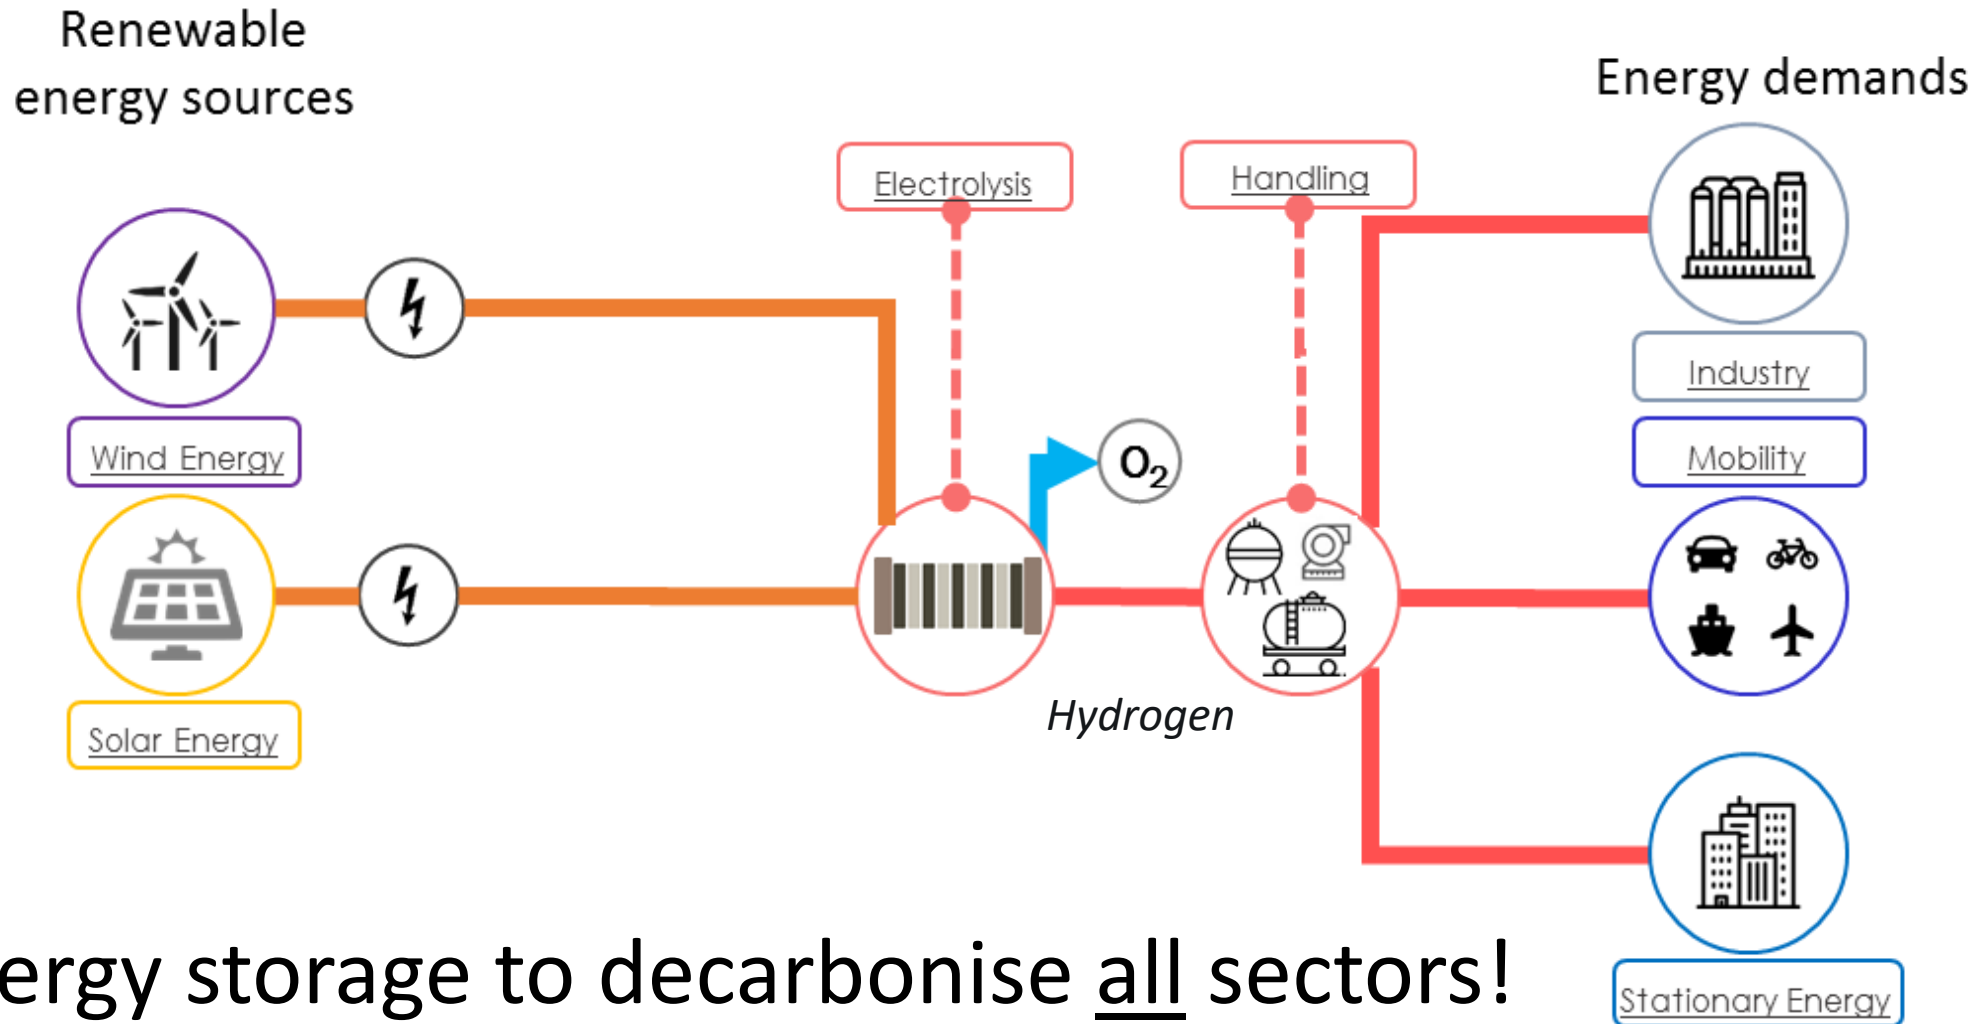 Renewable
energy sources
Energy demands
Electrolysis
Handling
Industry
Wind Energy
Mobility
O2
Solar Energy
Hydrogen
ergy storage to decarbonise all sectors!
Stationary Energy